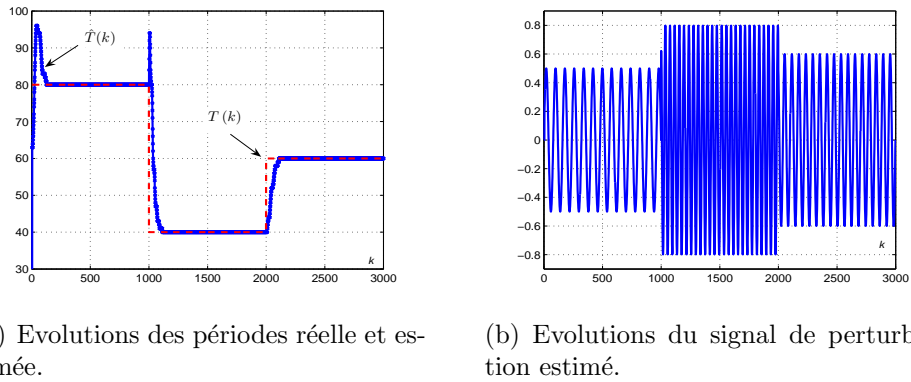 100
90
80
70
60
50
40
30
0 500 1000 1500 2000 2500 3000
k
T̂(k)
T (k)
0.8
0.6
0.4
0.2
0
−0.2
−0.4
−0.6
−0.8
0 500 1000 1500 2000 2500 3000
k
) Evolutions des périodes réelle et es-
mée.
(b) Evolutions du signal de perturb
tion estimé.